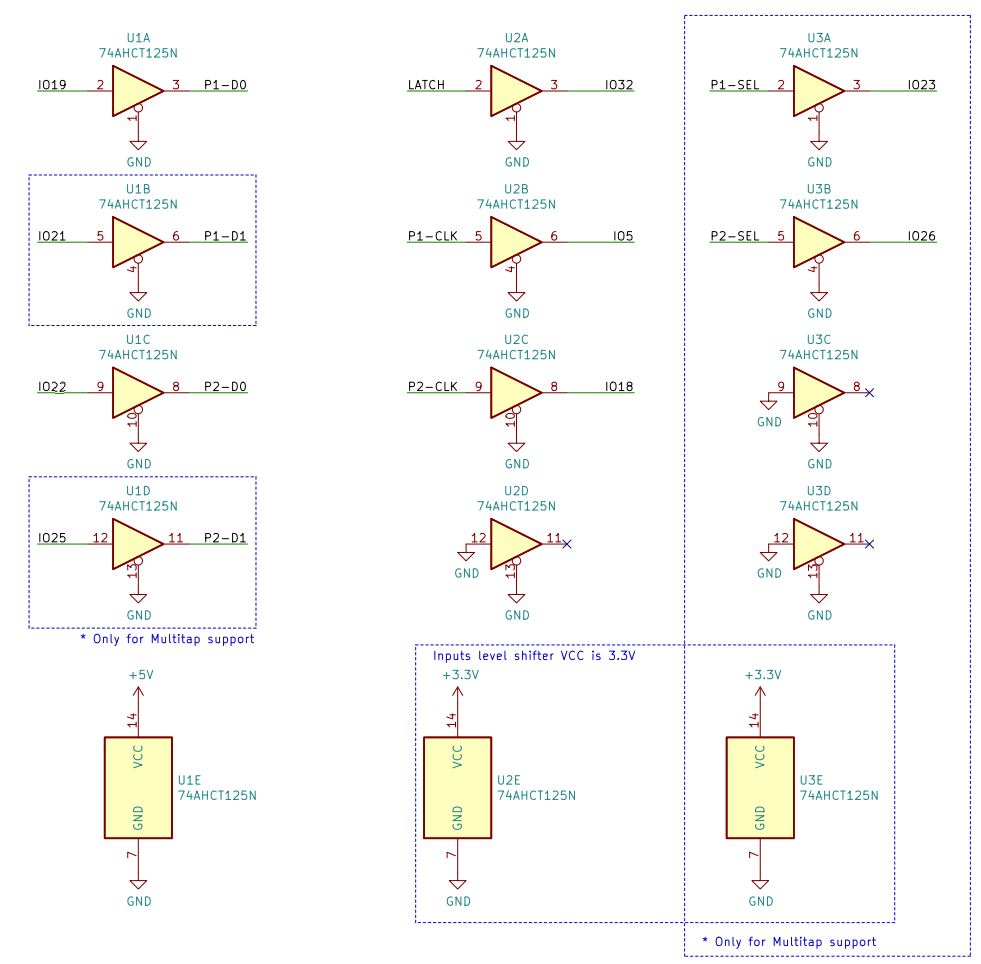 U1A
74AHCT125N
IO19
2
3
P1-D0
1
GND
U2A
74AHCT125N
LATCH
2
3
IO32
1
GND
U3A
74AHCT125N
P1-SEL
2
3
IO23
1
GND
U1B
74AHCT125N
IO21
5
6
P1-D1
4
GND
U2B
74AHCT125N
P1-CLK
5
6
IO5
4
GND
U3B
74AHCT125N
P2-SEL
5
6
IO26
4
GND
U1C
74AHCT125N
IO22
9
8
P2-D0
10
GND
U2C
74AHCT125N
P2-CLK
9
8
IO18
10
GND
U3C
74AHCT125N
9
8
GND
10
GND
U1D
74AHCT125N
IO25
12
11
P2-D1
13
GND
* Only for Multitap support
U2D
74AHCT125N
12
11
GND
13
GND
U3D
74AHCT125N
12
11
GND
13
GND
+5V
14
VCC
GND
U1E
74AHCT125N
7
GND
Inputs level shifter VCC is 3.3V
+3.3V
14
VCC
GND
U2E
74AHCT125N
7
GND
+3.3V
14
VCC
GND
U3E
74AHCT125N
7
GND
* Only for Multitap support